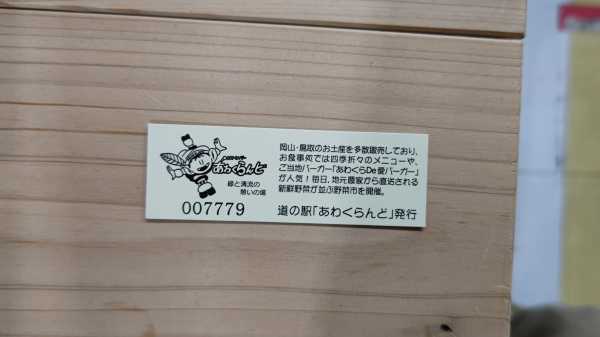 あわくらんど
緑と清流の
憩いの場
007779
岡山・鳥取のお土産を多数販売しており、
お食事処では四季折々のメニューや、
ご当地バーガー「あわくらDe愛バーガー」
が人気!毎日、地元農家から直送される
新鮮野菜が並ぶ野菜市を開催。
道の駅「あわくらんど」発行